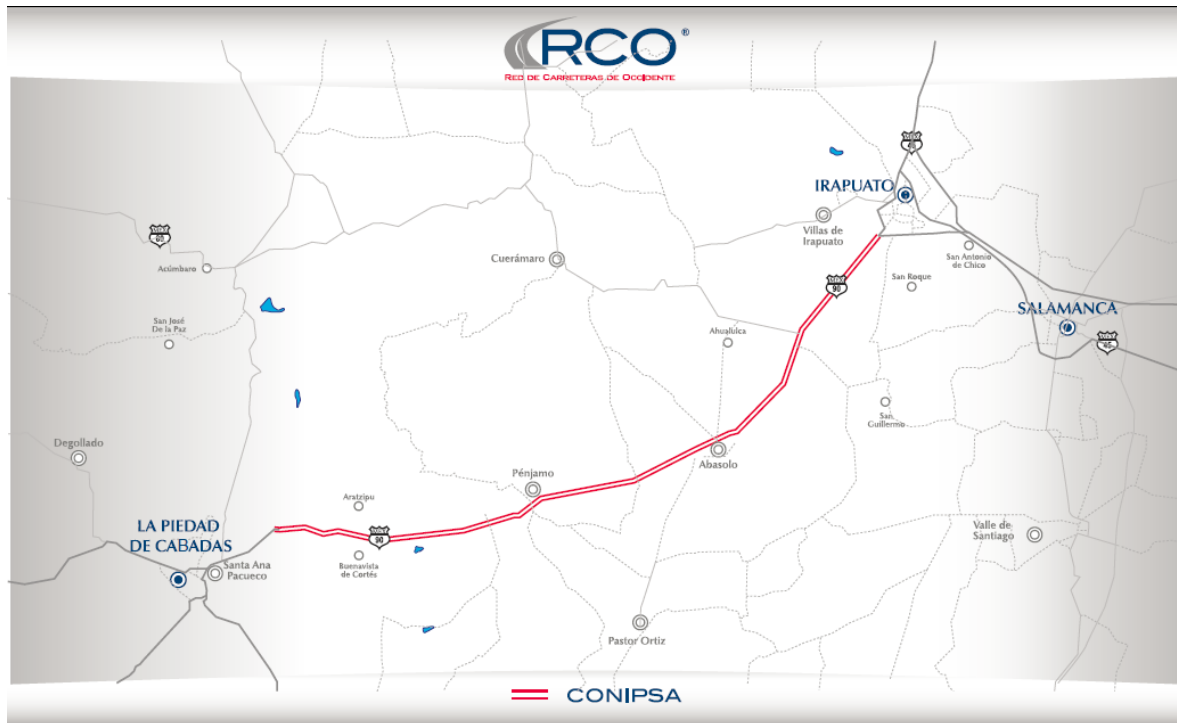 RCO®
RED DE CARRETERAS DE OCCIDENTE
45
IRAPUATO
Villas de
Irapuato
San Antonio
de Chico
Cuerámaro
Acúmbaro
San Roque
90
SALAMANCA
San José
De la Paz
Ahualulca
45
San
Guillermo
Degollado
Abasolo
Pénjamo
Aratzipu
LA PIEDAD
DE CABADAS
90
Valle de
Santiago
Santa Ana
Pacueco
Buenavista
de Cortés
Pastor Ortiz
CONIPSA